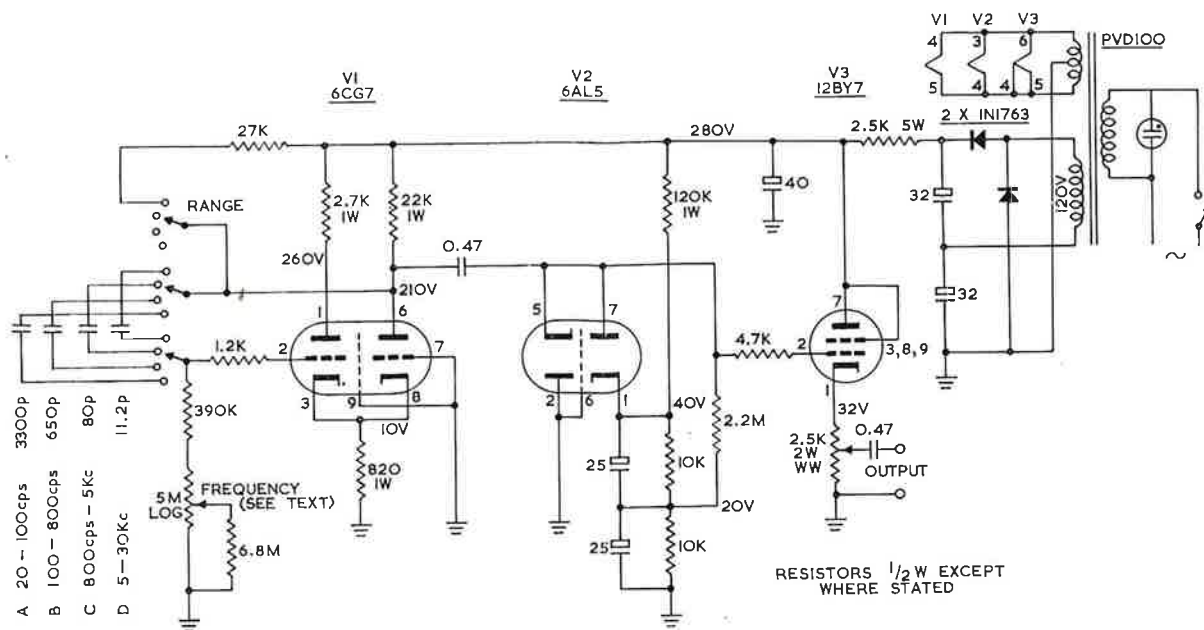 V1
V2
V3
4
3
6
5
4
4
5
PVD100
V1
6CG7
V2
6AL5
V3
12BY7
2 X IN1763
27K
280V
2.5K 5W
RANGE
2.7K
1W
22K
1W
120K
1W
40
32
120V
260V
0.47
210V
32
1
6
5
7
7
1.2K
2
7
4.7K
2
3,8,9
3
9
8
2
6
1
1
390K
10V
40V
2.2M
32V
820
1W
25
10K
2.5K
2W
WW
0.47
OUTPUT
5M
LOG
FREQUENCY
(SEE TEXT)
20V
6.8M
25
10K
RESISTORS 1/2 W EXCEPT
WHERE STATED
~
A 20-100cps 3300p
B 100-800cps 650p
C 800cps-5Kc 80p
D 5-30Kc 11.2p